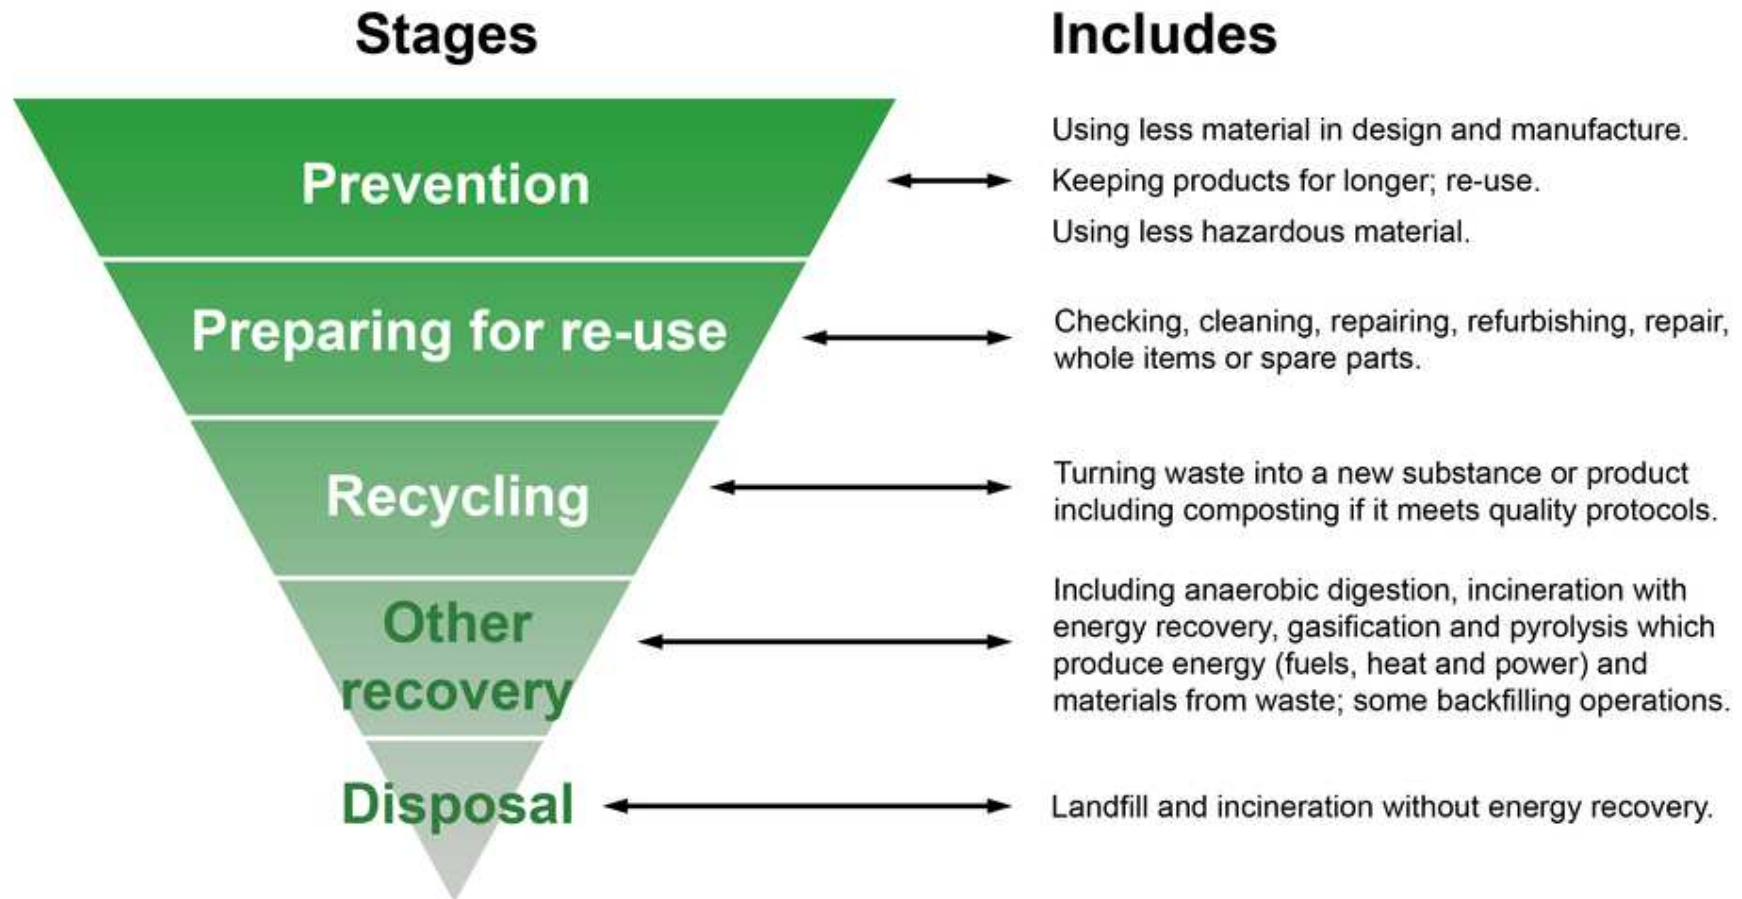 Stages
Includes
Prevention
Using less material in design and manufacture.
Keeping products for longer; re-use.
Using less hazardous material.
Preparing for re-use
Checking, cleaning, repairing, refurbishing, repair,
whole items or spare parts.
Recycling
Turning waste into a new substance or product
including composting if it meets quality protocols.
Other
recovery
Including anaerobic digestion, incineration with
energy recovery, gasification and pyrolysis which
produce energy (fuels, heat and power) and
materials from waste; some backfilling operations.
Disposal
Landfill and incineration without energy recovery.